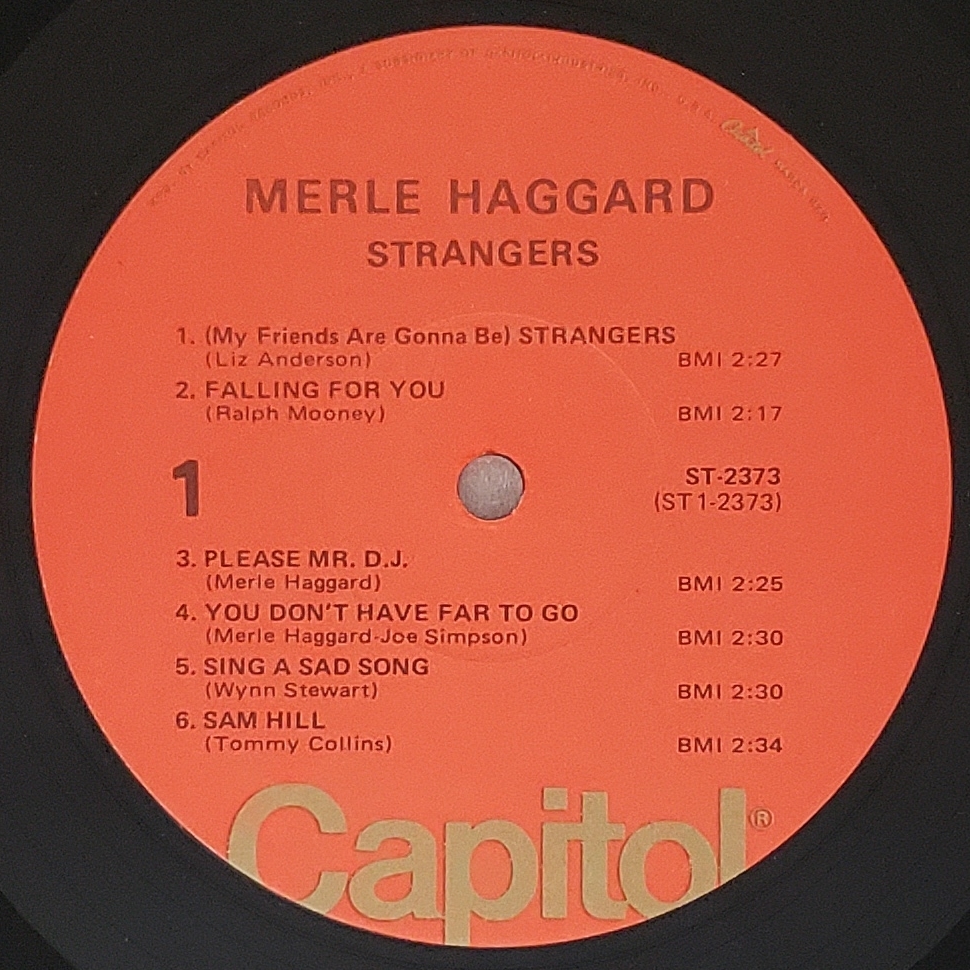 MERLE HAGGARD
STRANGERS
1. (My Friends Are Gonna Be) STRANGERS
(Liz Anderson) BMI 2:27
2. FALLING FOR YOU
(Ralph Mooney) BMI 2:17
1
ST-2373
(ST1-2373)
3. PLEASE MR. D.J.
(Merle Haggard) BMI 2:25
4. YOU DON'T HAVE FAR TO GO
(Merle Haggard-Joe Simpson) BMI 2:30
5. SING A SAD SONG
(Wynn Stewart) BMI 2:30
6. SAM HILL
(Tommy Collins) BMI 2:34
Capitol®